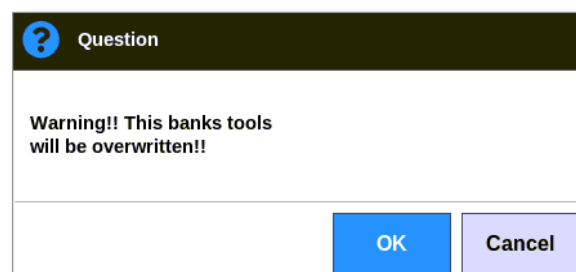 Question
Warning!! This banks tools
will be overwritten!!
OK
Cancel